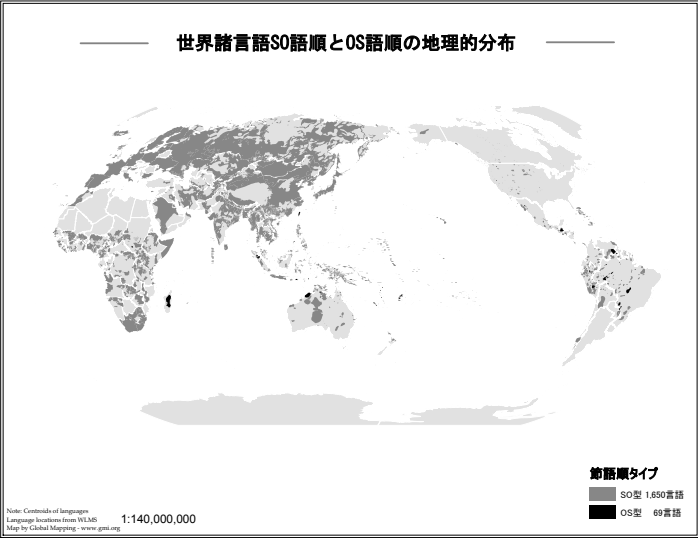 世界諸言語SO語順とOS語順の地理的分布
節語順タイプ
SO型 1,650言語
OS型 69言語
Note: Centroids of languages
Language locations from WLMS
Map by Global Mapping - www.gmi.org
1:140,000,000